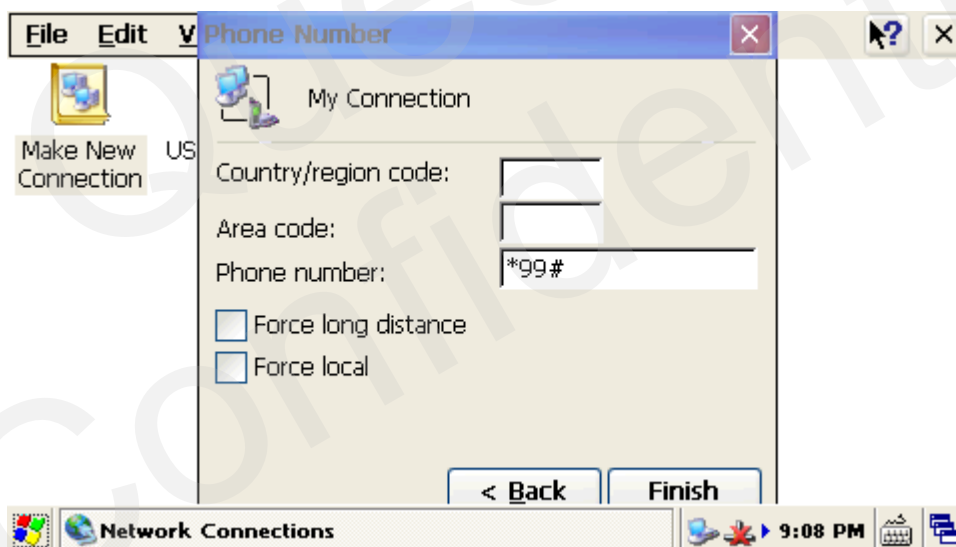 File Edit V
Phone Number
My Connection
Make New
Connection
US
Country/region code:
Area code:
Phone number: *99#
Force long distance
Force local
< Back Finish
Network Connections 9:08 PM